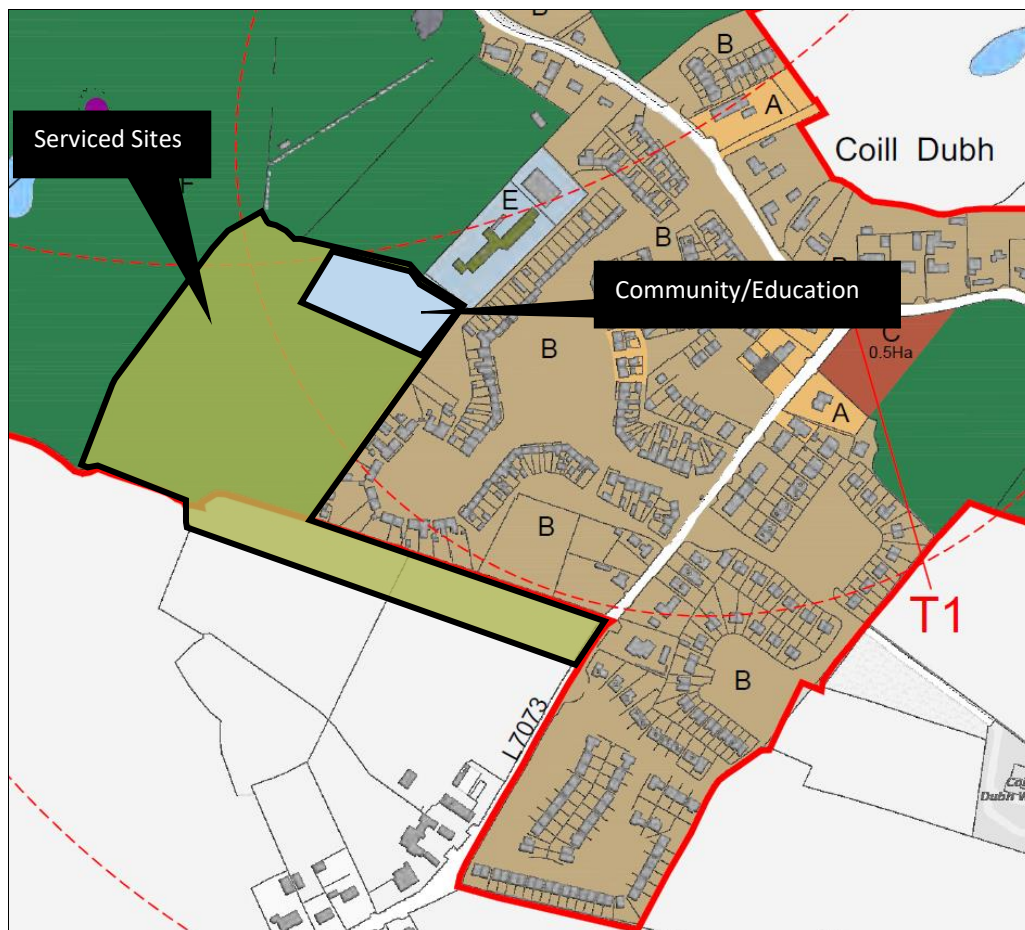 B
B
A
Coill Dubh
Serviced Sites
E
B
Community/Education
C
0.5Ha
B
A
B
T1
B
L7073